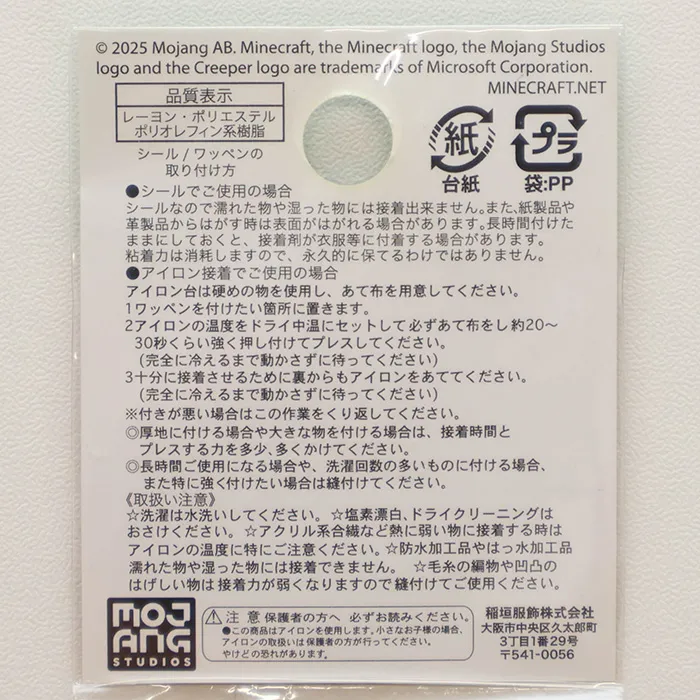 © 2025 Mojang AB. Minecraft, the Minecraft logo, the Mojang Studios
logo and the Creeper logo are trademarks of Microsoft Corporation.
MINECRAFT.NET
品質表示
レーヨン・ポリエステル
ポリオレフィン系樹脂
シール/ワッペンの
取り付け方
紙
台紙
プラ
袋:PP
●シールでご使用の場合
シールなので濡れた物や湿った物には接着出来ません。また、紙製品や
革製品からはがす時は表面がはがれる場合があります。長時間付けた
ままにしておくと、接着剤が衣服等に付着する場合があります。
粘着力は消耗しますので、永久的に保てるわけではありません。
●アイロン接着でご使用の場合
アイロン台は硬めの物を使用し、あて布を用意してください。
1ワッペンを付けたい箇所に置きます。
2アイロンの温度をドライ中温にセットして必ずあて布をし約20〜
30秒くらい強く押し付けてプレスしてください。
(完全に冷えるまで動かさずに待ってください)
3十分に接着させるために裏からもアイロンをあててください。
(完全に冷えるまで動かさずに待ってください)
※付きが悪い場合はこの作業をくり返してください。
◎厚地に付ける場合や大きな物を付ける場合は、接着時間と
プレスする力を多少、多くかけてください。
◎長時間ご使用になる場合や、洗濯回数の多いものに付ける場合、
また特に強く付けたい場合は縫付けてください。
《取扱い注意》
☆洗濯は水洗いしてください。☆塩素漂白、ドライクリーニングは
おさけください。☆アクリル系合繊など熱に弱い物に接着する時は
アイロンの温度に特にご注意ください。☆防水加工品やはっ水加工品
濡れた物や湿った物には接着できません。☆毛糸の編物や凹凸の
はげしい物は接着力が弱くなりますので縫付けてご使用ください。
MOJ
ANG
STUDIOS
⚠注意 保護者の方へ 必ずお読みください。
●この商品はアイロンを使用します。小さなお子様の場合、
アイロンの取扱いは保護者の方が行ってください。
やけどの恐れがあります。
稲垣服飾株式会社
大阪市中央区久太郎町
3丁目1番29号
〒541-0056